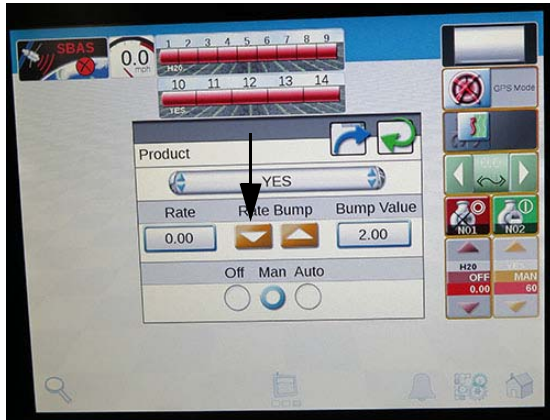 SBAS
0.0
mph
1 2 3 4 5 6 7 8 9
H20
10 11 12 13 14
YES
GPS Mode
Product
YES
Rate Rate Bump Bump Value
0.00 2.00
Off Man Auto
N01 N02
H20 YES
OFF MAN
0.00 60